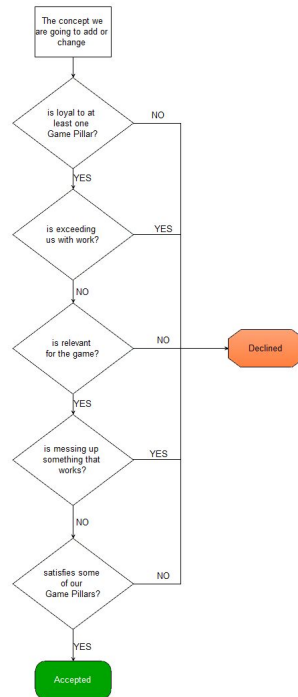 The concept we
are going to add or
change
is loyal to at
least one
Game Pillar?
NO
YES
is exceeding
us with work?
YES
NO
is relevant
for the game?
NO
Declined
YES
is messing up
something that
works?
YES
NO
satisfies some
of our
Game Pillars?
NO
YES
Accepted